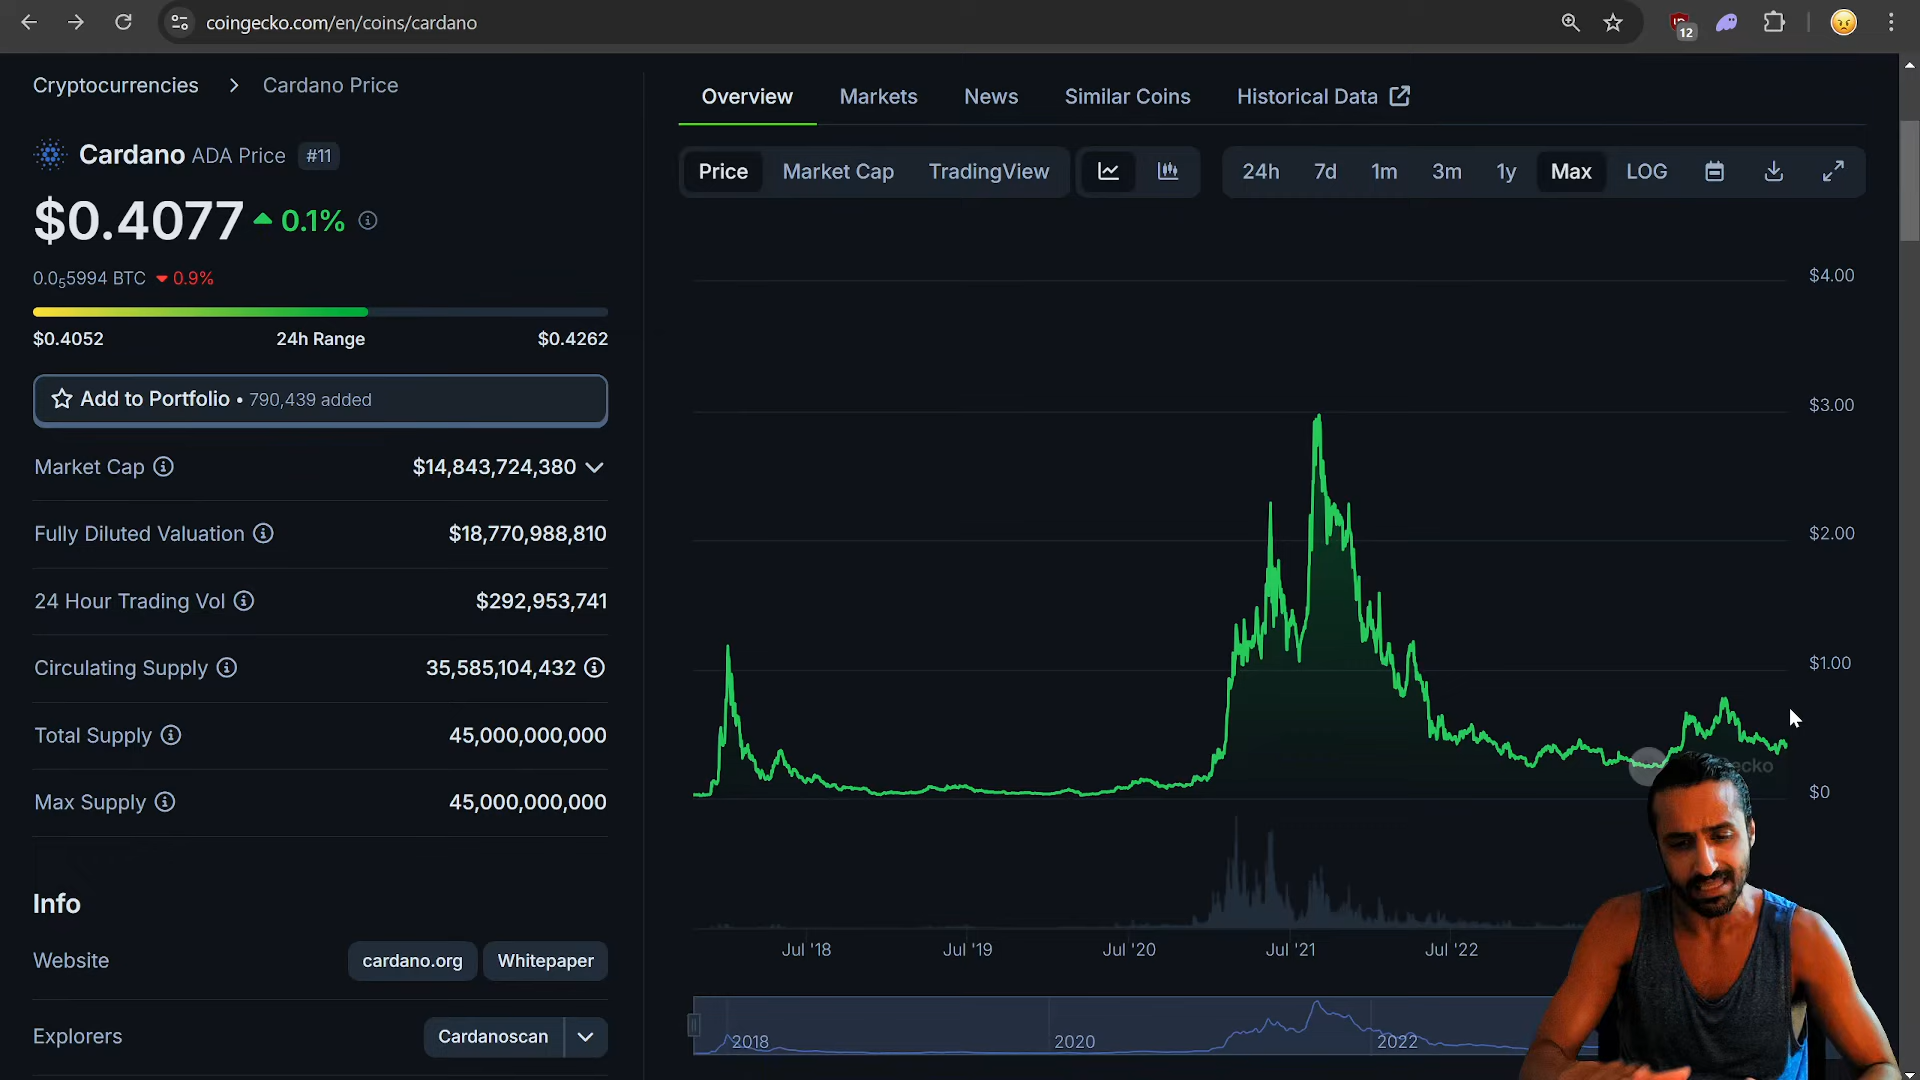 coingecko.com/en/coins/cardano
12
Cryptocurrencies > Cardano Price
Cardano ADA Price #11
$0.4077 0.1%
0.0₅5994 BTC 0.9%
$0.4052 24h Range $0.4262
Add to Portfolio • 790,439 added
Market Cap $14,843,724,380
Fully Diluted Valuation $18,770,988,810
24 Hour Trading Vol $292,953,741
Circulating Supply 35,585,104,432
Total Supply 45,000,000,000
Max Supply 45,000,000,000
Info
Website cardano.org Whitepaper
Explorers Cardanoscan
Overview Markets News Similar Coins Historical Data
Price Market Cap TradingView 24h 7d 1m 3m 1y Max LOG
$4.00
$3.00
$2.00
$1.00
$0
Jul '18 Jul '19 Jul '20 Jul '21 Jul '22
2018 2020 2022